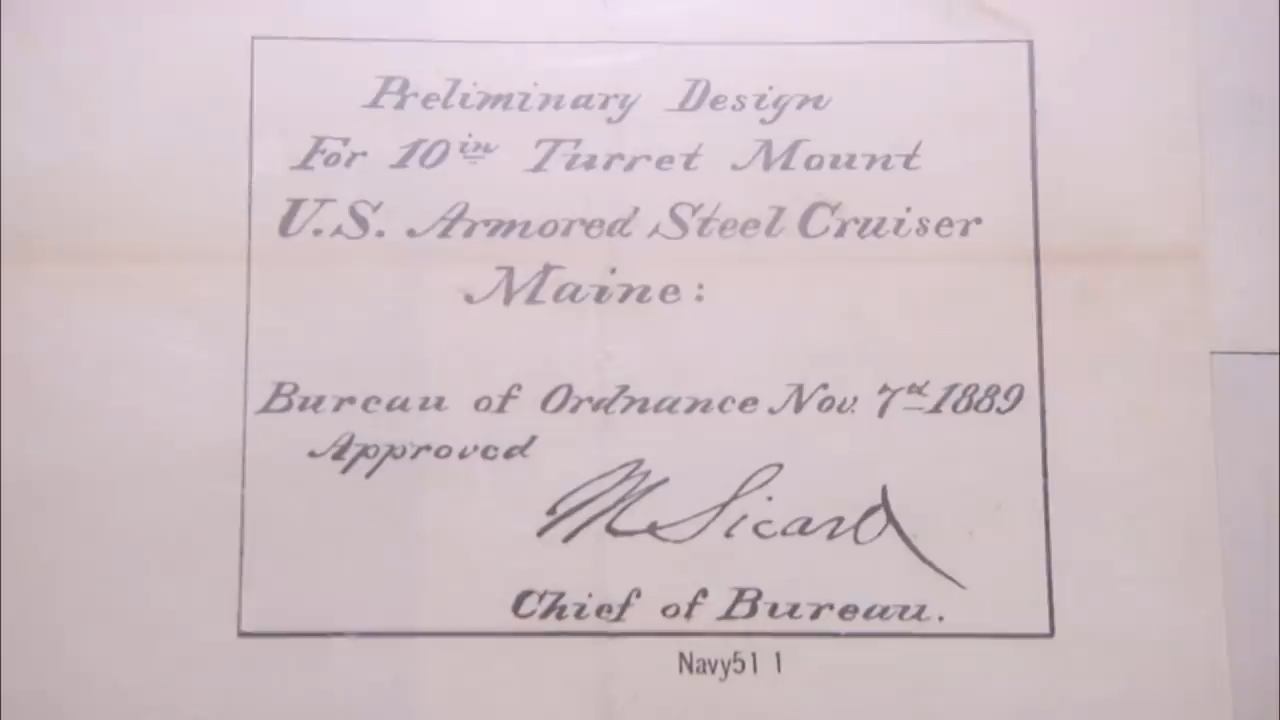 Preliminary Design
For 10in Turret Mount
U.S. Armored Steel Cruiser
Maine:
Bureau of Ordnance Nov. 7d 1889
Approved
M Sicard
Chief of Bureau.
Navy51 1